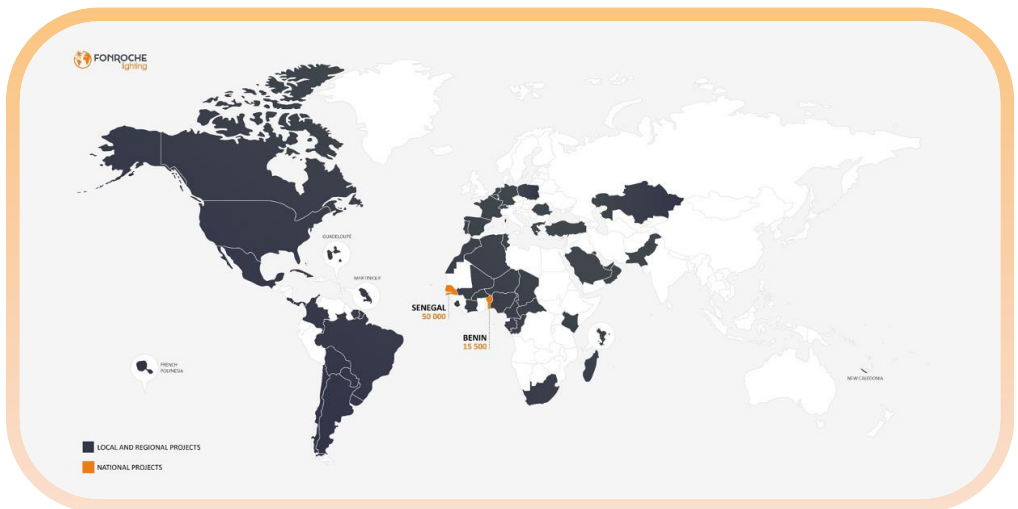 FONROCHE
lighting
GUADELOUPE
MARTINIQUE
SENEGAL
50 000
BENIN
15 500
FRENCH
POLYNESIA
NEW CALEDONIA
LOCAL AND REGIONAL PROJECTS
NATIONAL PROJECTS